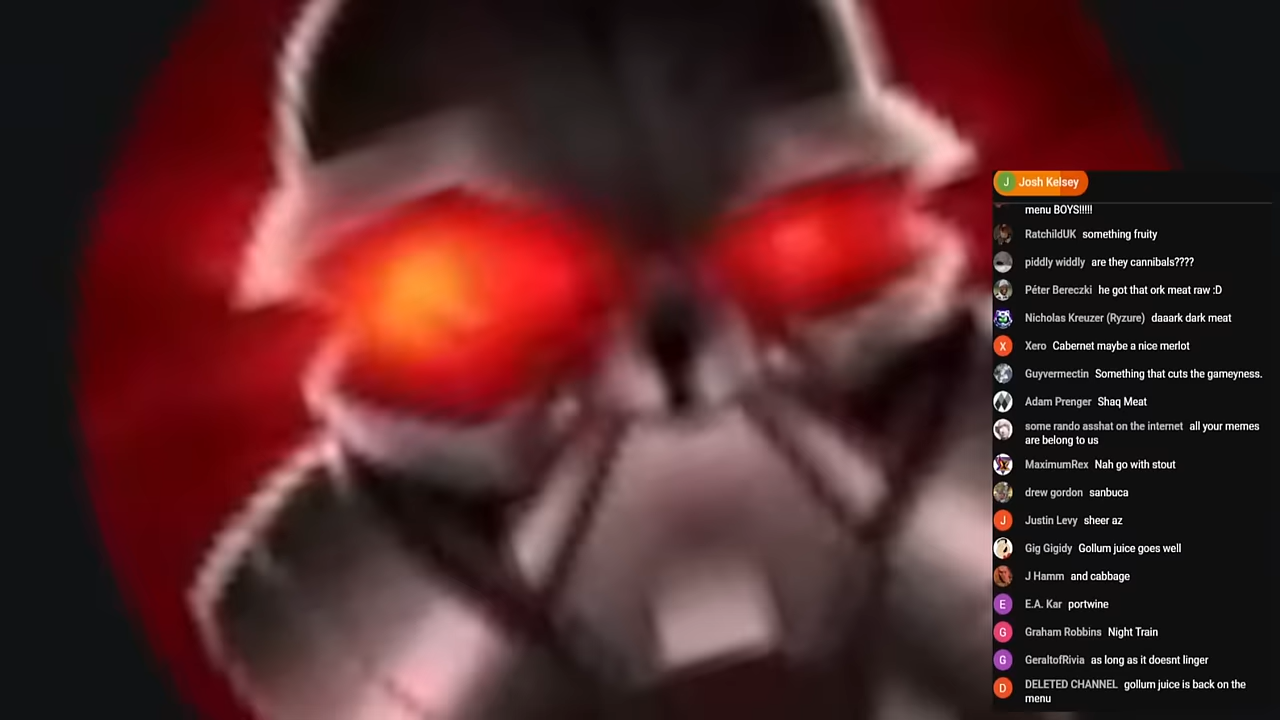 J Josh Kelsey
menu BOYS!!!!!
RatchildUK something fruity
piddly widdly are they cannibals????
Péter Bereczki he got that ork meat raw :D
Nicholas Kreuzer (Ryzure) daaark dark meat
X Xero Cabernet maybe a nice merlot
Guyvermectin Something that cuts the gameyness.
Adam Prenger Shaq Meat
some rando asshat on the internet all your memes
are belong to us
MaximumRex Nah go with stout
drew gordon sanbuca
J Justin Levy sheer az
Gig Gigidy Gollum juice goes well
J Hamm and cabbage
E E.A. Kar portwine
G Graham Robbins Night Train
G GeraltofRivia as long as it doesnt linger
D DELETED CHANNEL gollum juice is back on the
menu